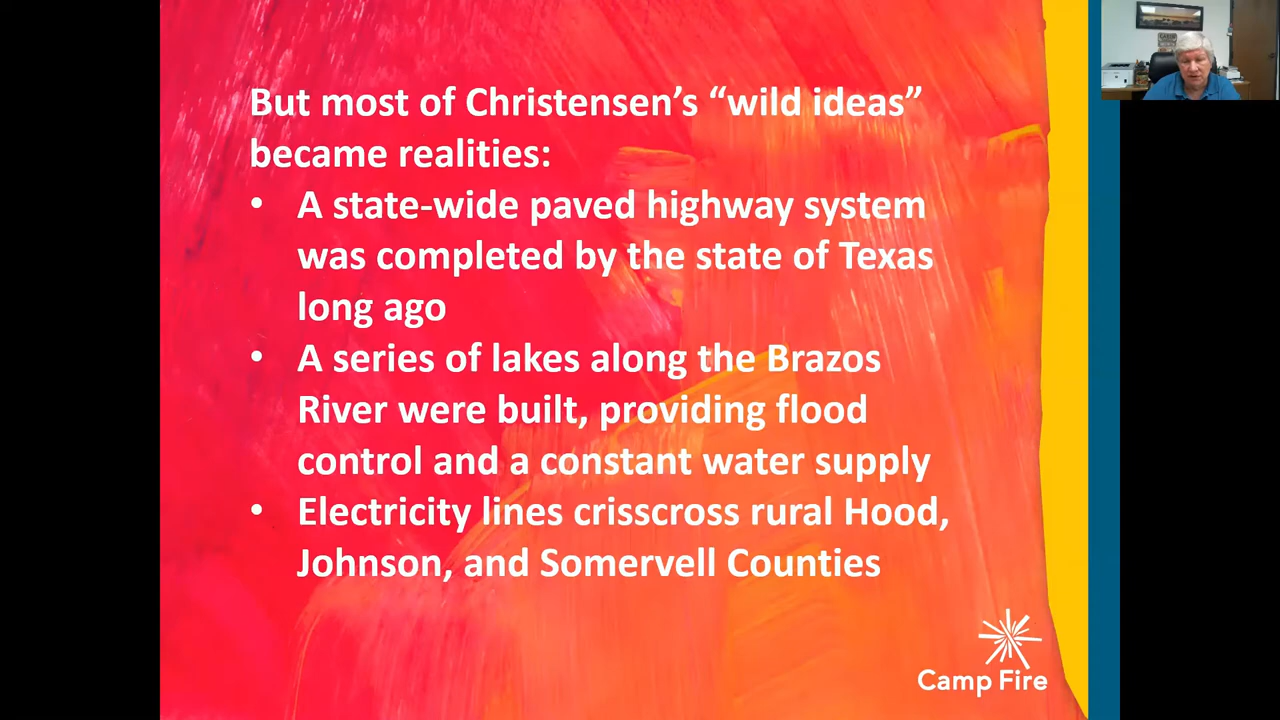 But most of Christensen’s “wild ideas”
became realities:
• A state-wide paved highway system
was completed by the state of Texas
long ago
• A series of lakes along the Brazos
River were built, providing flood
control and a constant water supply
• Electricity lines crisscross rural Hood,
Johnson, and Somervell Counties
Camp Fire